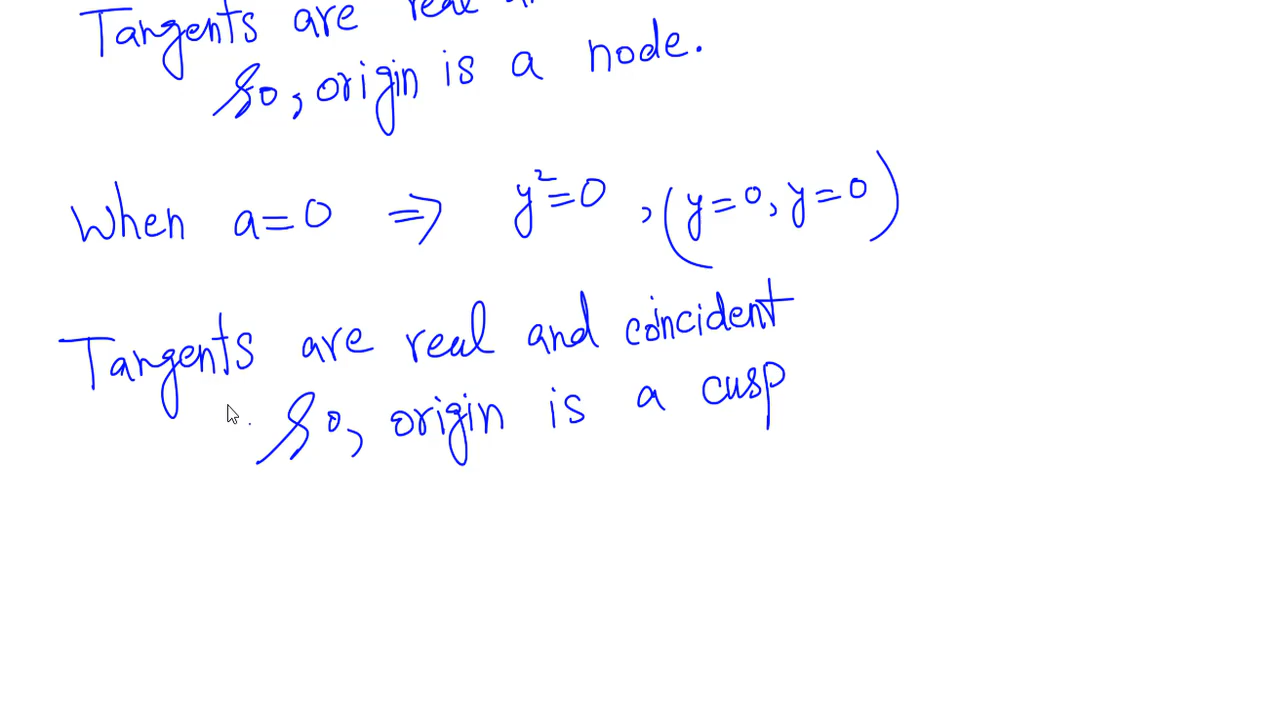 Tangents are real
So, origin is a node.
When a=0 ⇒ y²=0 , (y=0, y=0)
Tangents are real and coincident
So, origin is a cusp